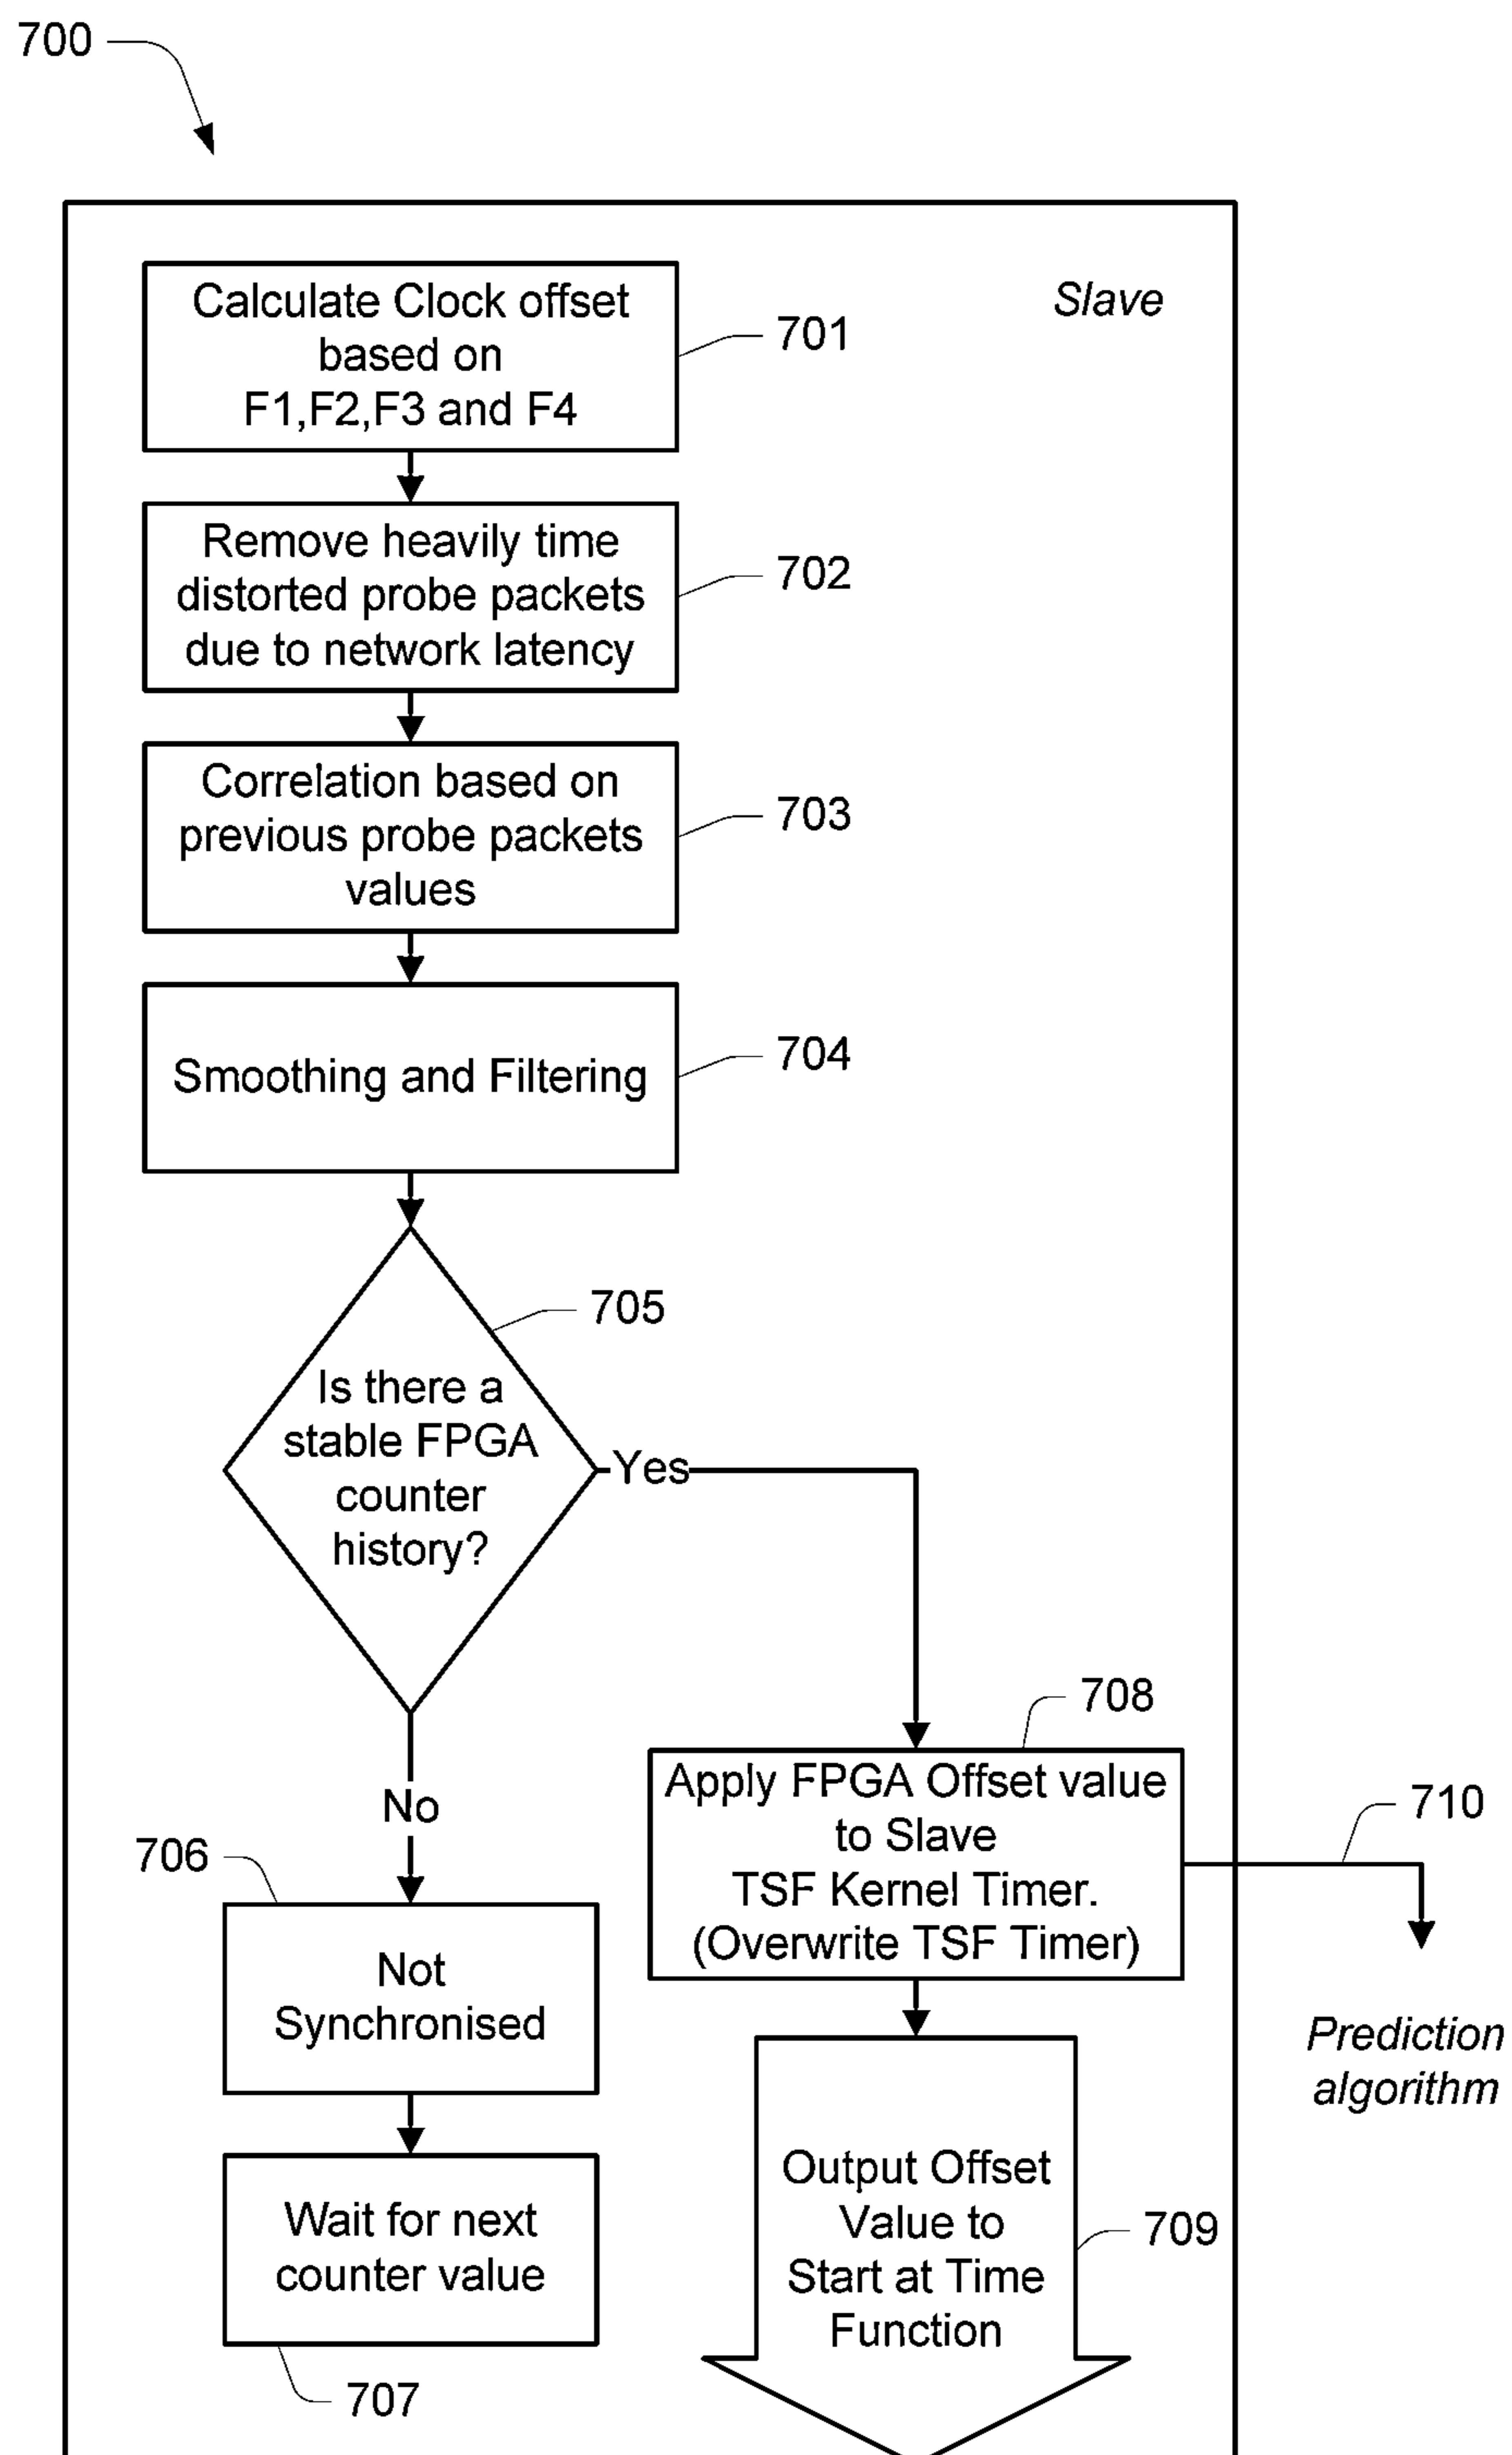 700
Slave
Calculate Clock offset
based on
F1,F2,F3 and F4
701
Remove heavily time
distorted probe packets
due to network latency
702
Correlation based on
previous probe packets
values
703
Smoothing and Filtering
704
705
Is there a
stable FPGA
counter
history?
Yes
No
708
Apply FPGA Offset value
to Slave
TSF Kernel Timer.
(Overwrite TSF Timer)
710
Prediction
algorithm
706
Not
Synchronised
Wait for next
counter value
707
Output Offset
Value to
Start at Time
Function
709